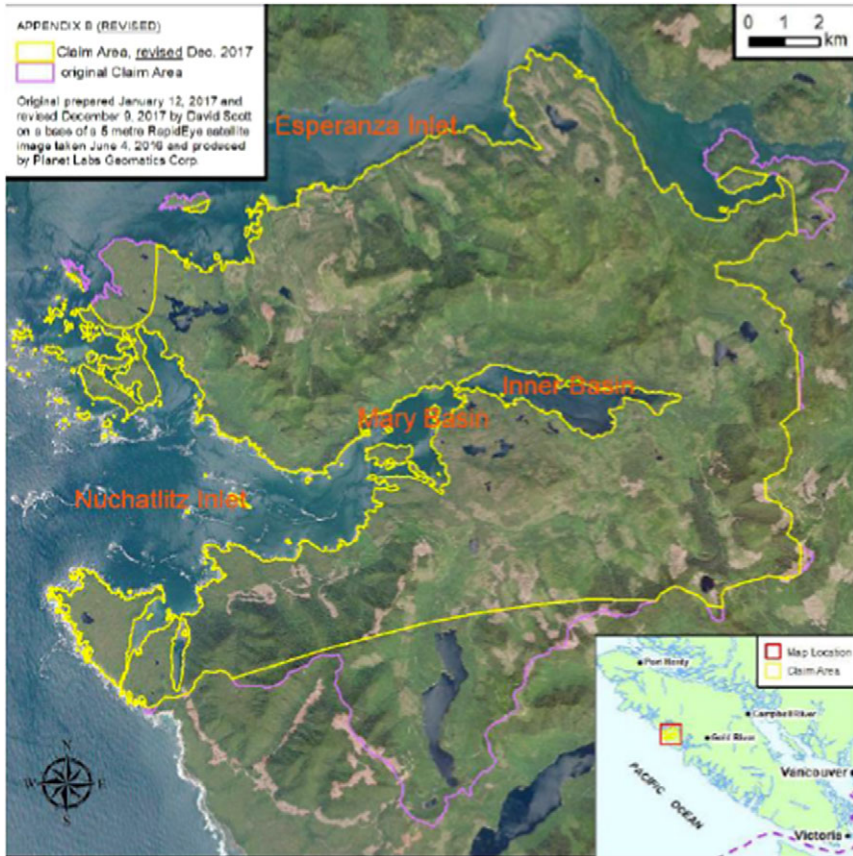 APPENDIX B (REVISED)
Claim Area, revised Dec. 2017
original Claim Area
Original prepared January 12, 2017 and
revised December 9, 2017 by David Scott
on a base of a 5 metre RapidEye satellite
image taken June 4, 2016 and produced
by Planet Labs Geomatics Corp.
0 1 2
km
Esperanza Inlet
Inner Basin
Mary Basin
Nuchatlitz Inlet
N
W E
S
Map Location
Claim Area
Port Hardy
Campbell River
Gold River
Vancouver
PACIFIC OCEAN
Victoria